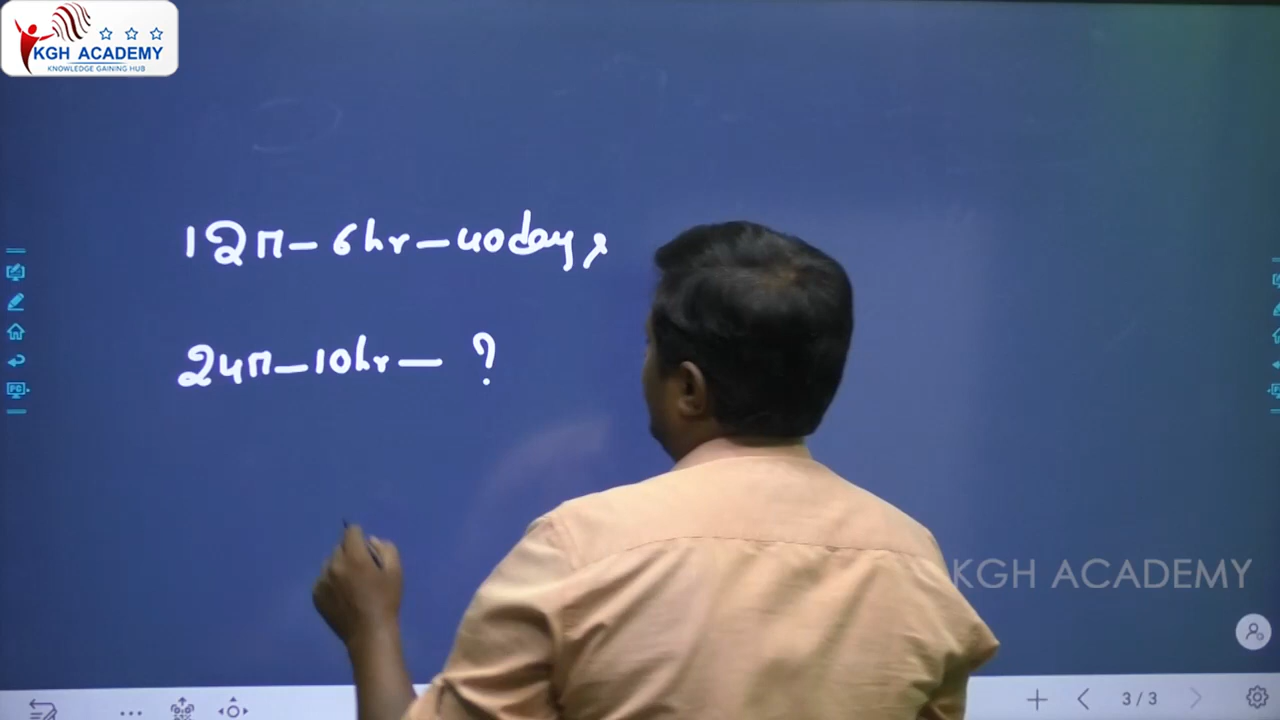 KGH ACADEMY
KNOWLEDGE GAINING HUB
12M-6hr-40days
24M-10hr- ?
KGH ACADEMY
3/3